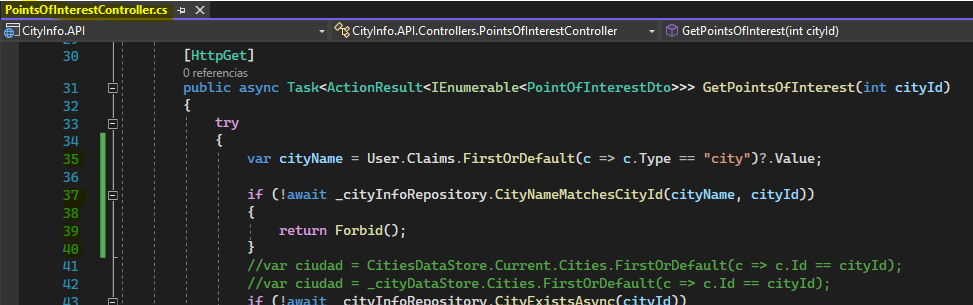 PointsOfInterestController.cs
CityInfo.API CityInfo.API.Controllers.PointsOfInterestController GetPointsOfInterest(int cityId)
29
30 [HttpGet]
0 referencias
31 public async Task<ActionResult<IEnumerable<PointOfInterestDto>>> GetPointsOfInterest(int cityId)
32 {
33 try
34 {
35 var cityName = User.Claims.FirstOrDefault(c => c.Type == "city")?.Value;
36
37 if (!await _cityInfoRepository.CityNameMatchesCityId(cityName, cityId))
38 {
39 return Forbid();
40 }
41 //var ciudad = CitiesDataStore.Current.Cities.FirstOrDefault(c => c.Id == cityId);
42 //var ciudad = _cityDataStore.Cities.FirstOrDefault(c => c.Id == cityId);
43 if (!await _cityInfoRepository.CityExistsAsync(cityId))